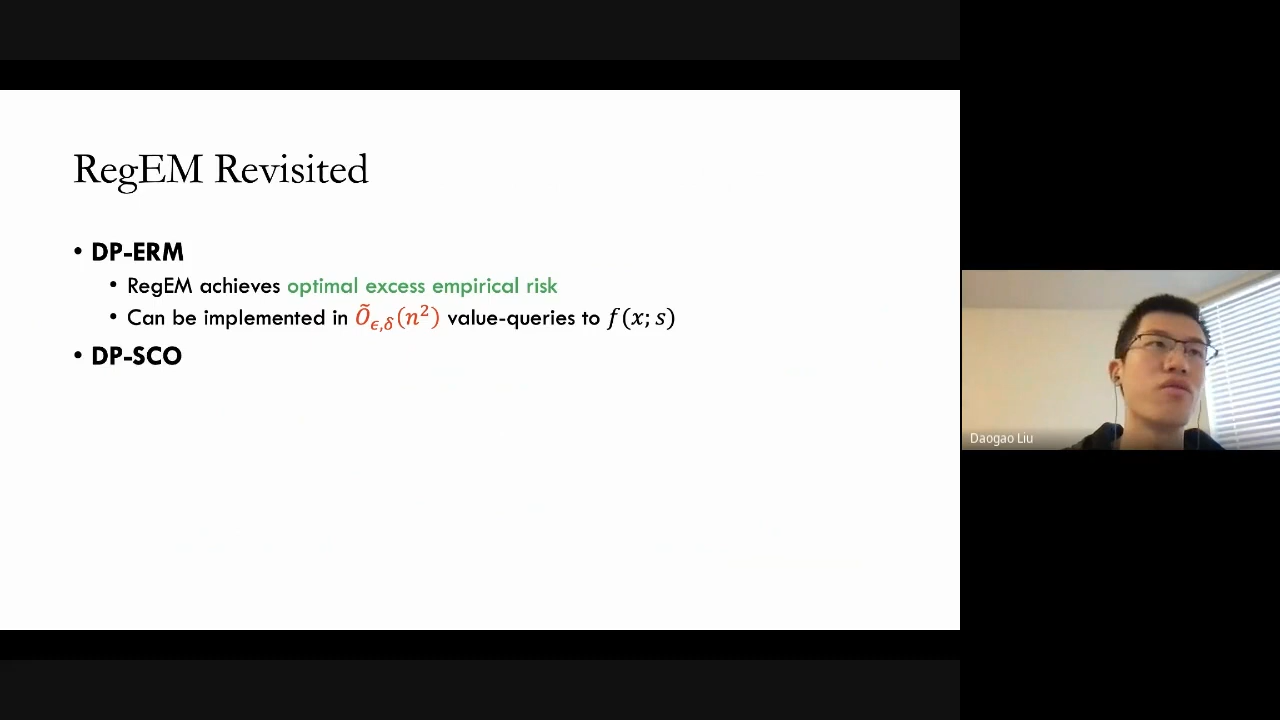 RegEM Revisited
• DP-ERM
• RegEM achieves optimal excess empirical risk
• Can be implemented in Õ_{ϵ,δ}(n²) value-queries to f(x; s)
• DP-SCO
Daogao Liu